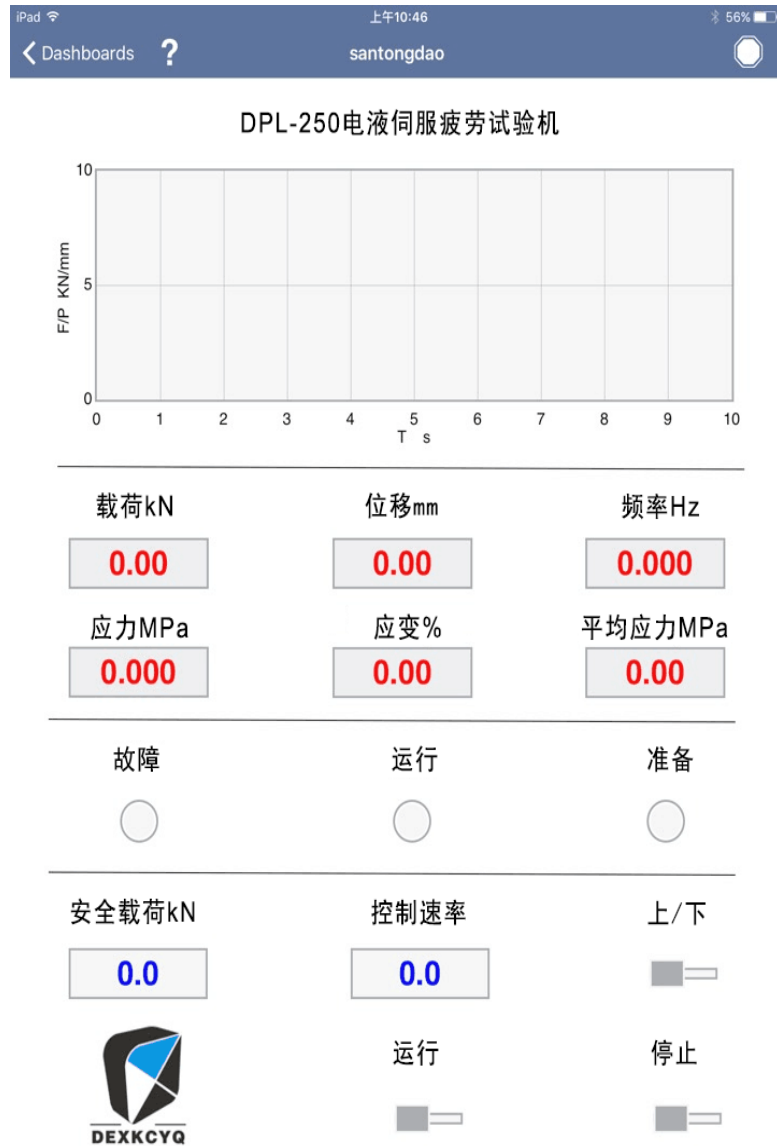 iPad 上午10:46 56%
Dashboards ? santongdao
DPL-250电液伺服疲劳试验机
10
5
0
F/P KN/mm
0 1 2 3 4 5 6 7 8 9 10
T s
载荷kN 位移mm 频率Hz
0.00 0.00 0.000
应力MPa 应变% 平均应力MPa
0.000 0.00 0.00
故障 运行 准备
安全载荷kN 控制速率 上/下
0.0 0.0
运行 停止
DEXKCYQ